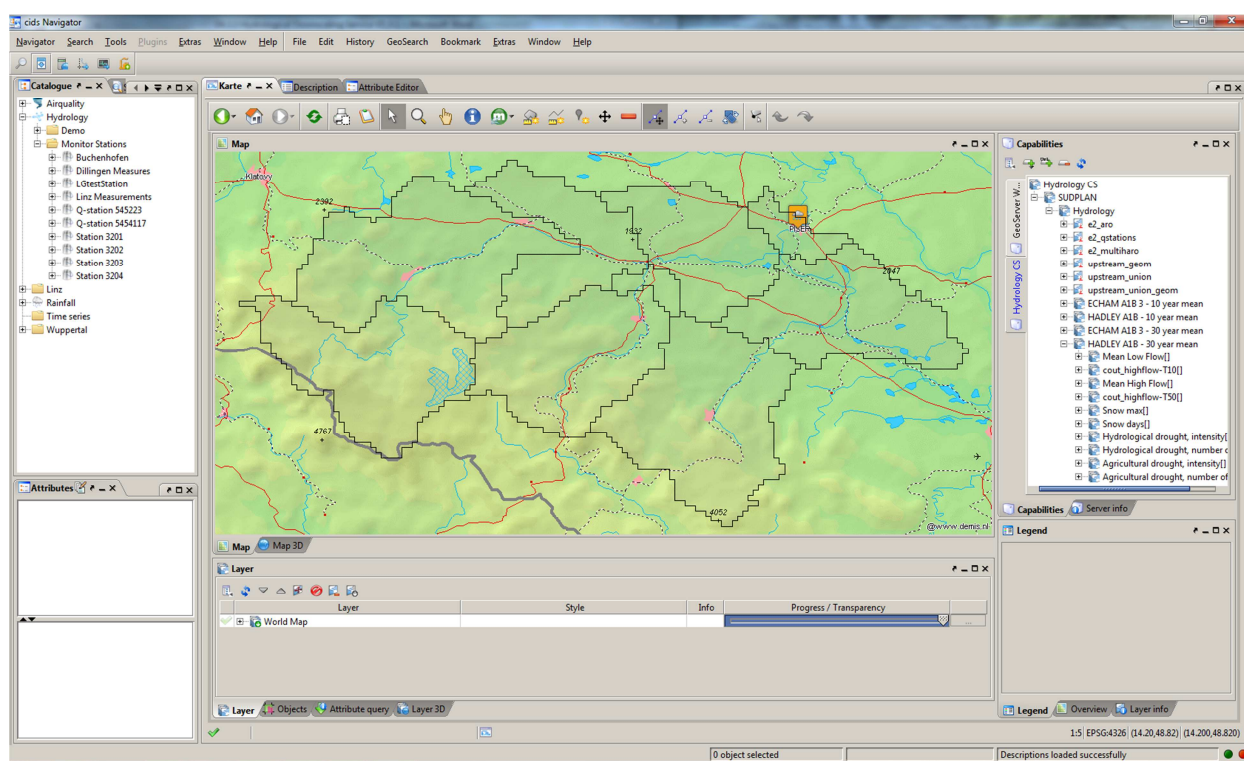 cids Navigator
Navigator Search Tools Plugins Extras Window Help File Edit History GeoSearch Bookmark Extras Window Help
Catalogue
Karte Description Attribute Editor
Airquality
Hydrology
Demo
Monitor Stations
Buchenhofen
Dillingen Measures
LGtestStation
Linz Measurements
Q-station 545223
Q-station 5454117
Station 3201
Station 3202
Station 3203
Station 3204
Linz
Rainfall
Time series
Wuppertal
Attributes
Map
Klatovy
2392
1932
PISEK
2047
4767
4052
@www.demis.nl
Map Map 3D
Layer
Layer Style Info Progress / Transparency
World Map
...
Layer Objects Attribute query Layer 3D
Capabilities
GeoServer W...
Hydrology CS
Hydrology CS
SUDPLAN
Hydrology
e2_aro
e2_qstations
e2_multiharo
upstream_geom
upstream_union
upstream_union_geom
ECHAM A1B 3 - 10 year mean
HADLEY A1B - 10 year mean
ECHAM A1B 3 - 30 year mean
HADLEY A1B - 30 year mean
Mean Low Flow[]
cout_highflow-T10[]
Mean High Flow[]
cout_highflow-T50[]
Snow max[]
Snow days[]
Hydrological drought, intensity[
Hydrological drought, number
Agricultural drought, intensity[]
Agricultural drought, number of
Capabilities Server info
Legend
Legend Overview Layer info
1:5 EPSG:4326 (14.20,48.82) (14.200,48.820)
0 object selected
Descriptions loaded successfully